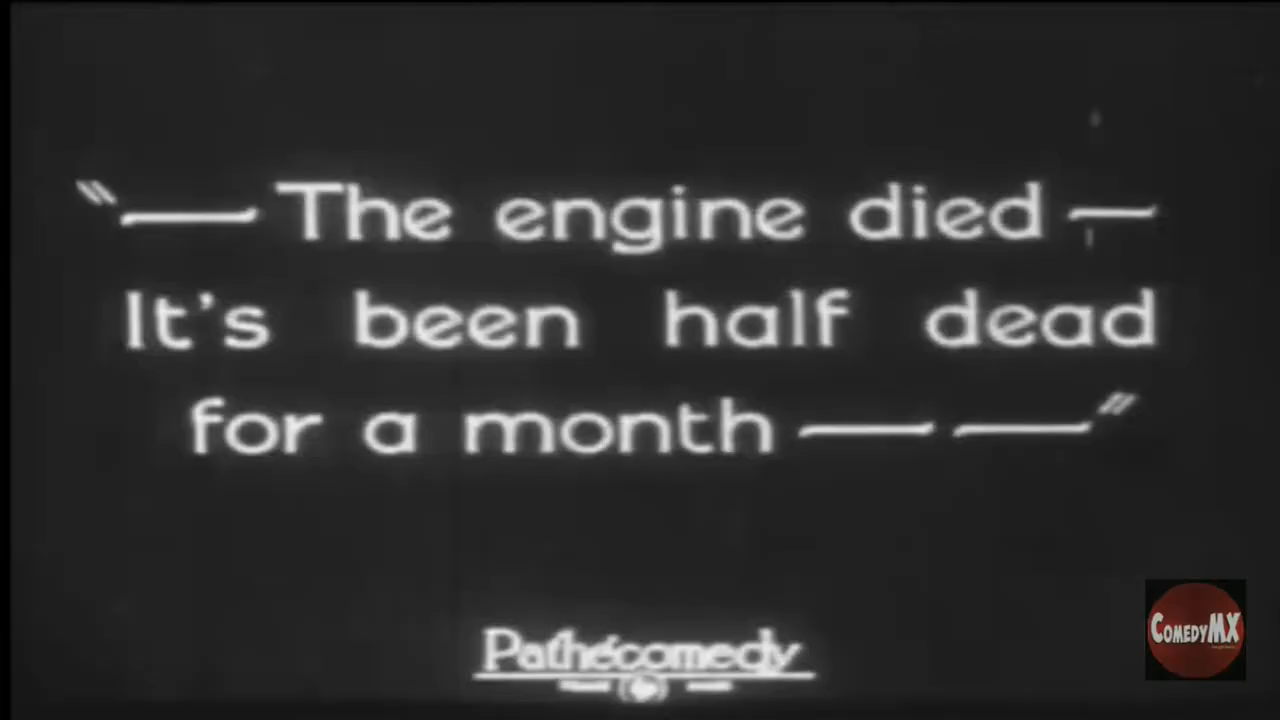 “— The engine died —
It's been half dead
for a month — —”
Pathécomedy
COMEDYMX